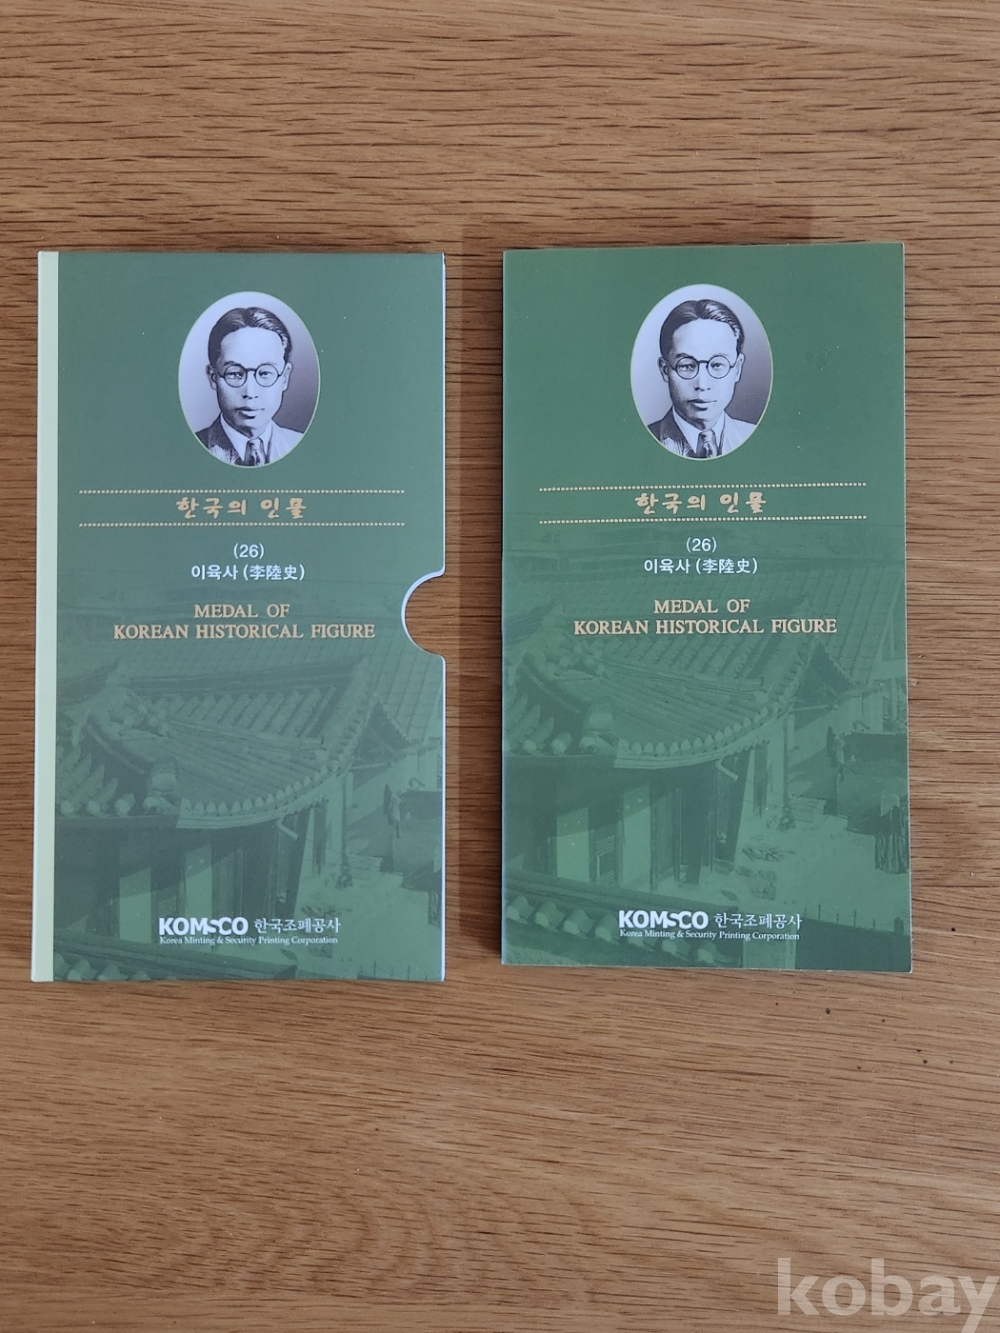 한국의 인물
(26)
이육사 (李陸史)
MEDAL OF
KOREAN HISTORICAL FIGURE
KOMSCO 한국조폐공사
Korea Minting & Security Printing Corporation
한국의 인물
(26)
이육사 (李陸史)
MEDAL OF
KOREAN HISTORICAL FIGURE
KOMSCO 한국조폐공사
Korea Minting & Security Printing Corporation
kobay